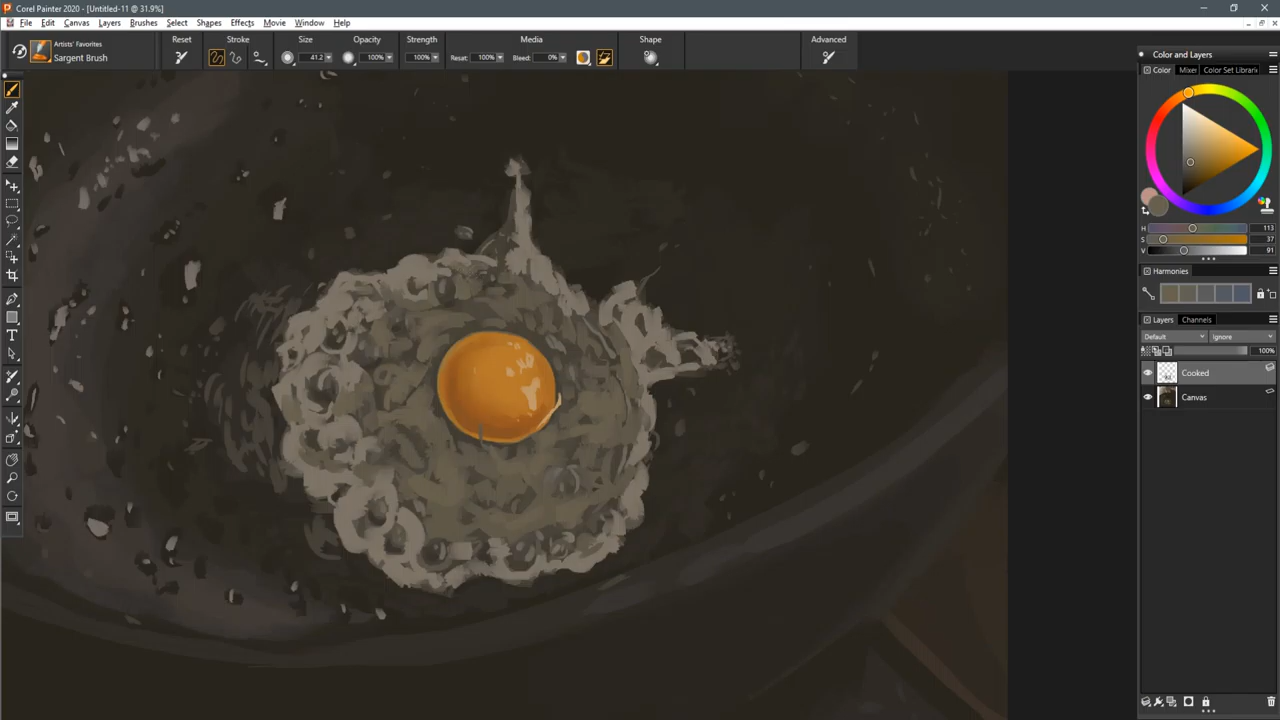 Corel Painter 2020 - [Untitled-11 @ 31.9%]
File Edit Canvas Layers Brushes Select Shapes Effects Movie Window Help
Artists' Favorites
Sargent Brush
Reset Stroke Size Opacity Strength Media Shape Advanced
41.2 100% 100% Resat: 100% Bleed: 0%
Color and Layers
Color Mixer Color Set Librari
H 113
S 37
V 91
Harmonies
Layers Channels
Default Ignore
100%
Cooked
Canvas
T